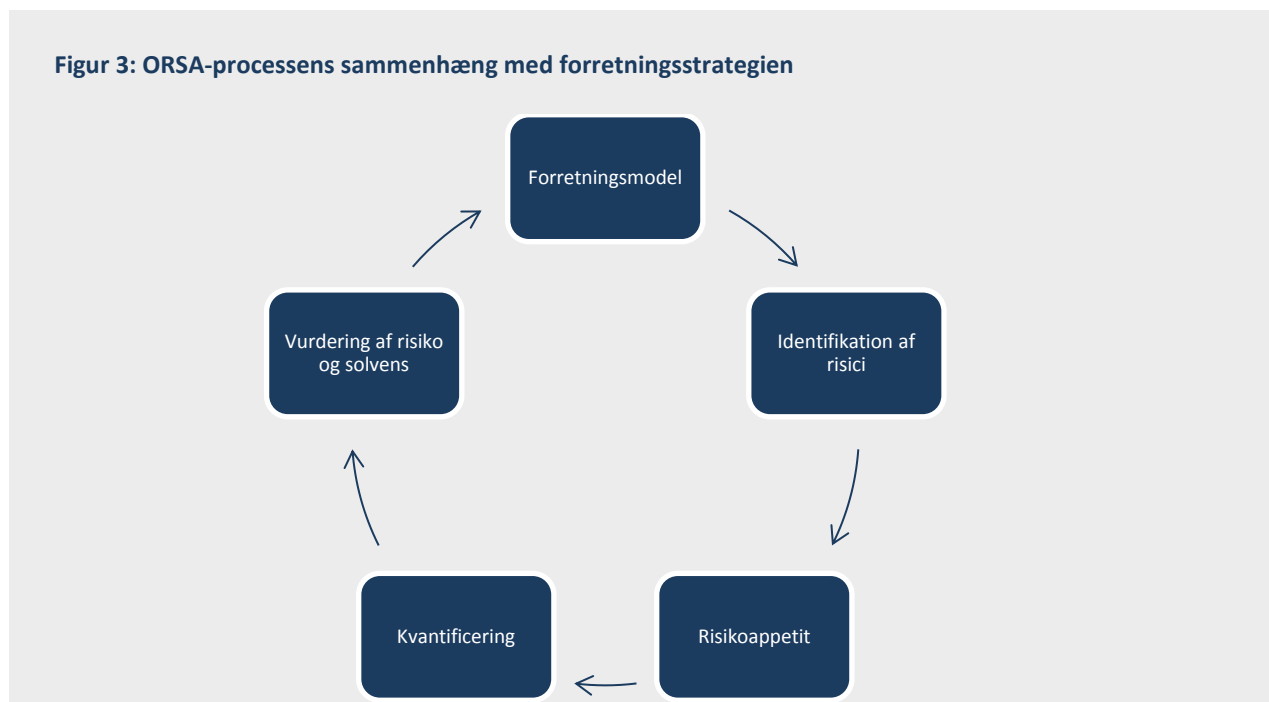 Figur 3: ORSA-processens sammenhæng med forretningsstrategien
Forretningsmodel
Identifikation af
risici
Risikoappetit
Kvantificering
Vurdering af risiko
og solvens